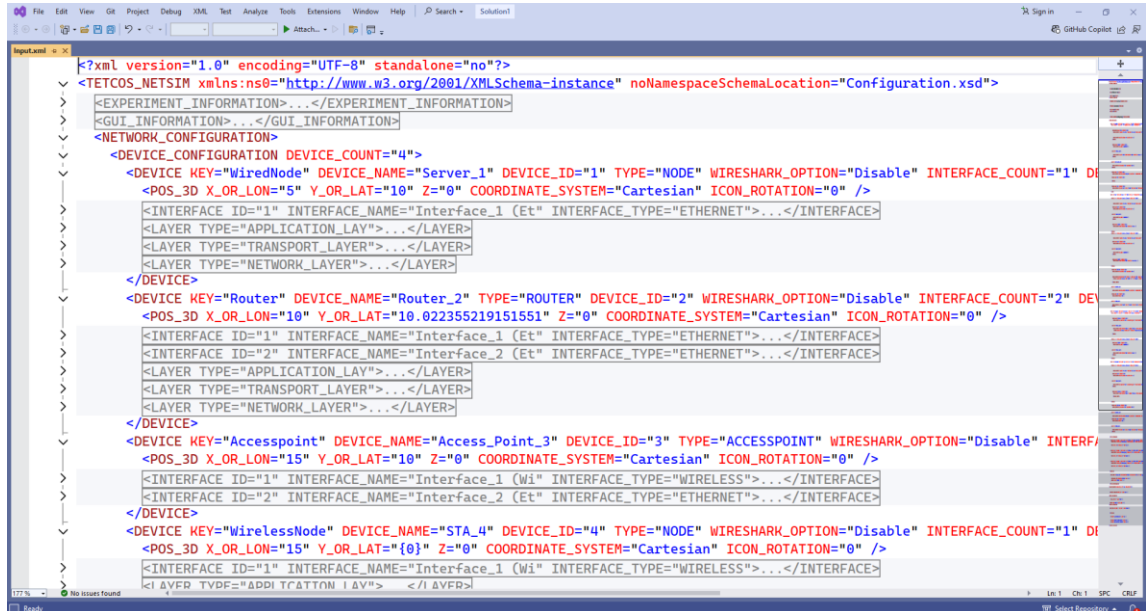 File Edit View Git Project Debug XML Test Analyze Tools Extensions Window Help Search Solution1 Sign in
Attach... GitHub Copilot
Input.xml
<?xml version="1.0" encoding="UTF-8" standalone="no"?>
<TETCOS_NETSIM xmlns:ns0="http://www.w3.org/2001/XMLSchema-instance" noNamespaceSchemaLocation="Configuration.xsd">
<EXPERIMENT_INFORMATION>...</EXPERIMENT_INFORMATION>
<GUI_INFORMATION>...</GUI_INFORMATION>
<NETWORK_CONFIGURATION>
<DEVICE_CONFIGURATION DEVICE_COUNT="4">
<DEVICE KEY="WiredNode" DEVICE_NAME="Server_1" DEVICE_ID="1" TYPE="NODE" WIRESHARK_OPTION="Disable" INTERFACE_COUNT="1" DE
<POS_3D X_OR_LON="5" Y_OR_LAT="10" Z="0" COORDINATE_SYSTEM="Cartesian" ICON_ROTATION="0" />
<INTERFACE ID="1" INTERFACE_NAME="Interface_1 (Et" INTERFACE_TYPE="ETHERNET">...</INTERFACE>
<LAYER TYPE="APPLICATION_LAY">...</LAYER>
<LAYER TYPE="TRANSPORT_LAYER">...</LAYER>
<LAYER TYPE="NETWORK_LAYER">...</LAYER>
</DEVICE>
<DEVICE KEY="Router" DEVICE_NAME="Router_2" TYPE="ROUTER" DEVICE_ID="2" WIRESHARK_OPTION="Disable" INTERFACE_COUNT="2" DEV
<POS_3D X_OR_LON="10" Y_OR_LAT="10.022355219151551" Z="0" COORDINATE_SYSTEM="Cartesian" ICON_ROTATION="0" />
<INTERFACE ID="1" INTERFACE_NAME="Interface_1 (Et" INTERFACE_TYPE="ETHERNET">...</INTERFACE>
<INTERFACE ID="2" INTERFACE_NAME="Interface_2 (Et" INTERFACE_TYPE="ETHERNET">...</INTERFACE>
<LAYER TYPE="APPLICATION_LAY">...</LAYER>
<LAYER TYPE="TRANSPORT_LAYER">...</LAYER>
<LAYER TYPE="NETWORK_LAYER">...</LAYER>
</DEVICE>
<DEVICE KEY="Accesspoint" DEVICE_NAME="Access_Point_3" DEVICE_ID="3" TYPE="ACCESSPOINT" WIRESHARK_OPTION="Disable" INTERFA
<POS_3D X_OR_LON="15" Y_OR_LAT="10" Z="0" COORDINATE_SYSTEM="Cartesian" ICON_ROTATION="0" />
<INTERFACE ID="1" INTERFACE_NAME="Interface_1 (Wi" INTERFACE_TYPE="WIRELESS">...</INTERFACE>
<INTERFACE ID="2" INTERFACE_NAME="Interface_2 (Et" INTERFACE_TYPE="ETHERNET">...</INTERFACE>
</DEVICE>
<DEVICE KEY="WirelessNode" DEVICE_NAME="STA_4" DEVICE_ID="4" TYPE="NODE" WIRESHARK_OPTION="Disable" INTERFACE_COUNT="1" DE
<POS_3D X_OR_LON="15" Y_OR_LAT="{0}" Z="0" COORDINATE_SYSTEM="Cartesian" ICON_ROTATION="0" />
<INTERFACE ID="1" INTERFACE_NAME="Interface_1 (Wi" INTERFACE_TYPE="WIRELESS">...</INTERFACE>
<LAYER TYPE="APPLICATION_LAY">...</LAYER>
177 % No issues found Ln: 1 Ch: 1 SPC CRLF
Ready Select Repository